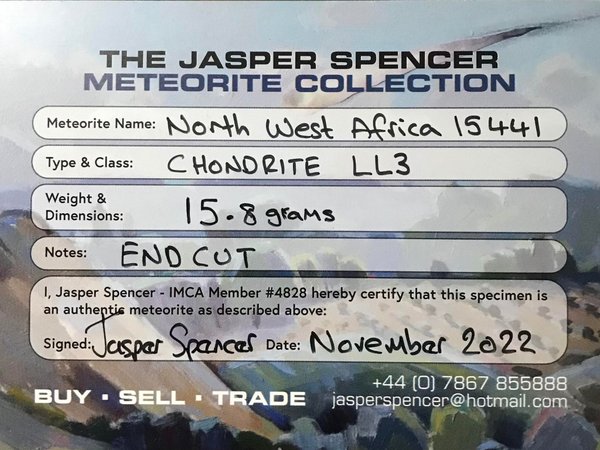 THE JASPER SPENCER
METEORITE COLLECTION
Meteorite Name: North West Africa 15441
Type & Class: CHONDRITE LL3
Weight &
Dimensions: 15.8 grams
Notes: END CUT
I, Jasper Spencer - IMCA Member #4828 hereby certify that this specimen is
an authentic meteorite as described above:
Signed: Jasper Spencer Date: November 2022
+44 (0) 7867 855888
BUY • SELL • TRADE jasperspencer@hotmail.com